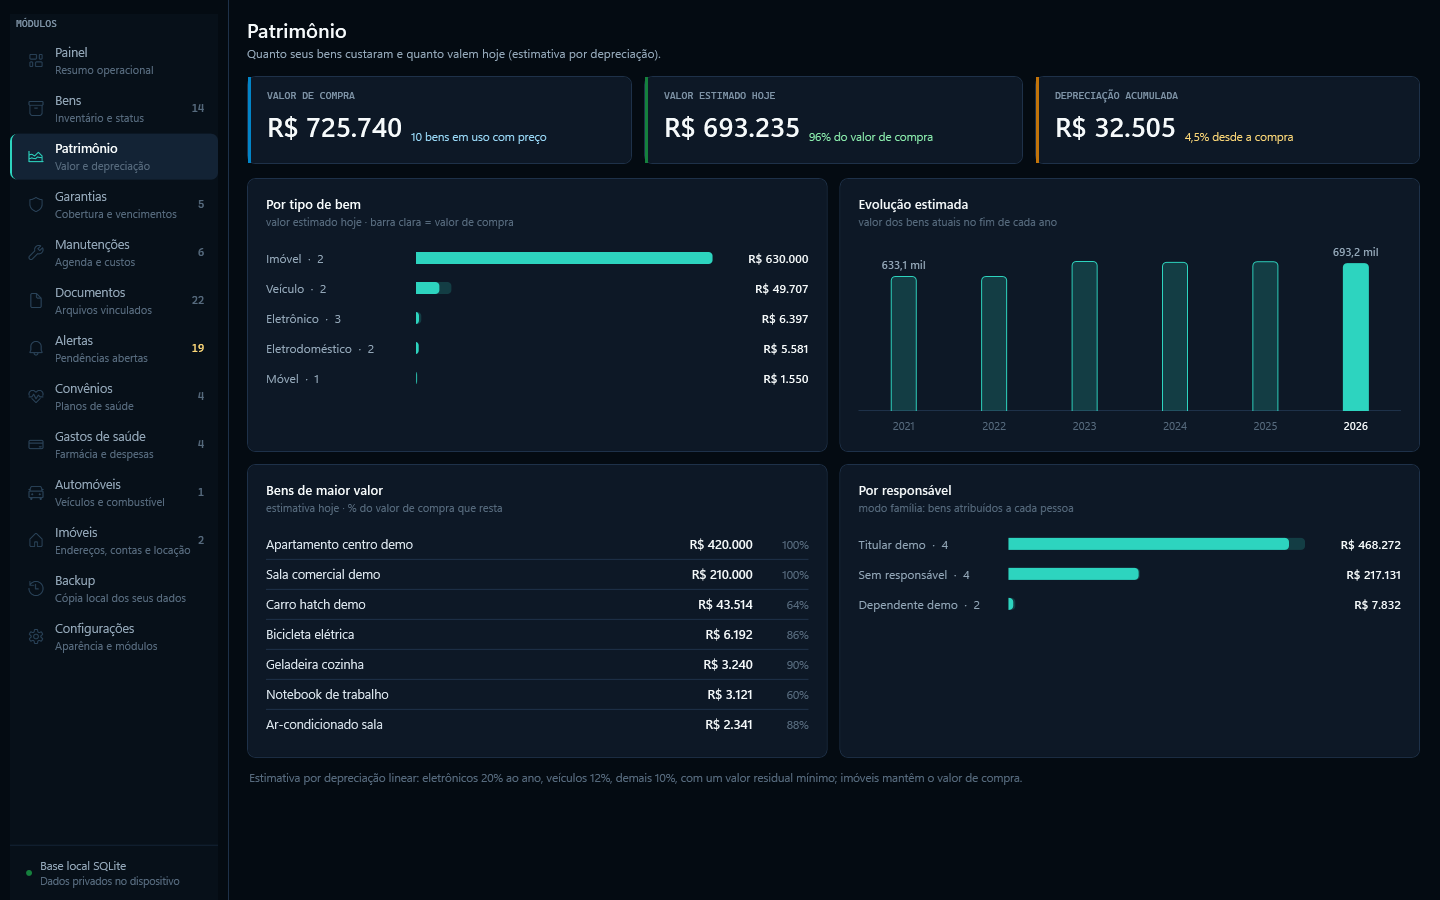 MÓDULOS
Painel
Resumo operacional
Bens
Inventário e status
14
Patrimônio
Valor e depreciação
Garantias
Cobertura e vencimentos
5
Manutenções
Agenda e custos
6
Documentos
Arquivos vinculados
22
Alertas
Pendências abertas
19
Convênios
Planos de saúde
4
Gastos de saúde
Farmácia e despesas
4
Automóveis
Veículos e combustível
1
Imóveis
Endereços, contas e locação
2
Backup
Cópia local dos seus dados
Configurações
Aparência e módulos
Base local SQLite
Dados privados no dispositivo
Patrimônio
Quanto seus bens custaram e quanto valem hoje (estimativa por depreciação).
VALOR DE COMPRA
R$ 725.740 10 bens em uso com preço
VALOR ESTIMADO HOJE
R$ 693.235 96% do valor de compra
DEPRECIAÇÃO ACUMULADA
R$ 32.505 4,5% desde a compra
Por tipo de bem
valor estimado hoje · barra clara = valor de compra
Imóvel · 2 R$ 630.000
Veículo · 2 R$ 49.707
Eletrônico · 3 R$ 6.397
Eletrodoméstico · 2 R$ 5.581
Móvel · 1 R$ 1.550
Evolução estimada
valor dos bens atuais no fim de cada ano
633,1 mil 693,2 mil
2021 2022 2023 2024 2025 2026
Bens de maior valor
estimativa hoje · % do valor de compra que resta
Apartamento centro demo R$ 420.000 100%
Sala comercial demo R$ 210.000 100%
Carro hatch demo R$ 43.514 64%
Bicicleta elétrica R$ 6.192 86%
Geladeira cozinha R$ 3.240 90%
Notebook de trabalho R$ 3.121 60%
Ar-condicionado sala R$ 2.341 88%
Por responsável
modo família: bens atribuídos a cada pessoa
Titular demo · 4 R$ 468.272
Sem responsável · 4 R$ 217.131
Dependente demo · 2 R$ 7.832
Estimativa por depreciação linear: eletrônicos 20% ao ano, veículos 12%, demais 10%, com um valor residual mínimo; imóveis mantêm o valor de compra.